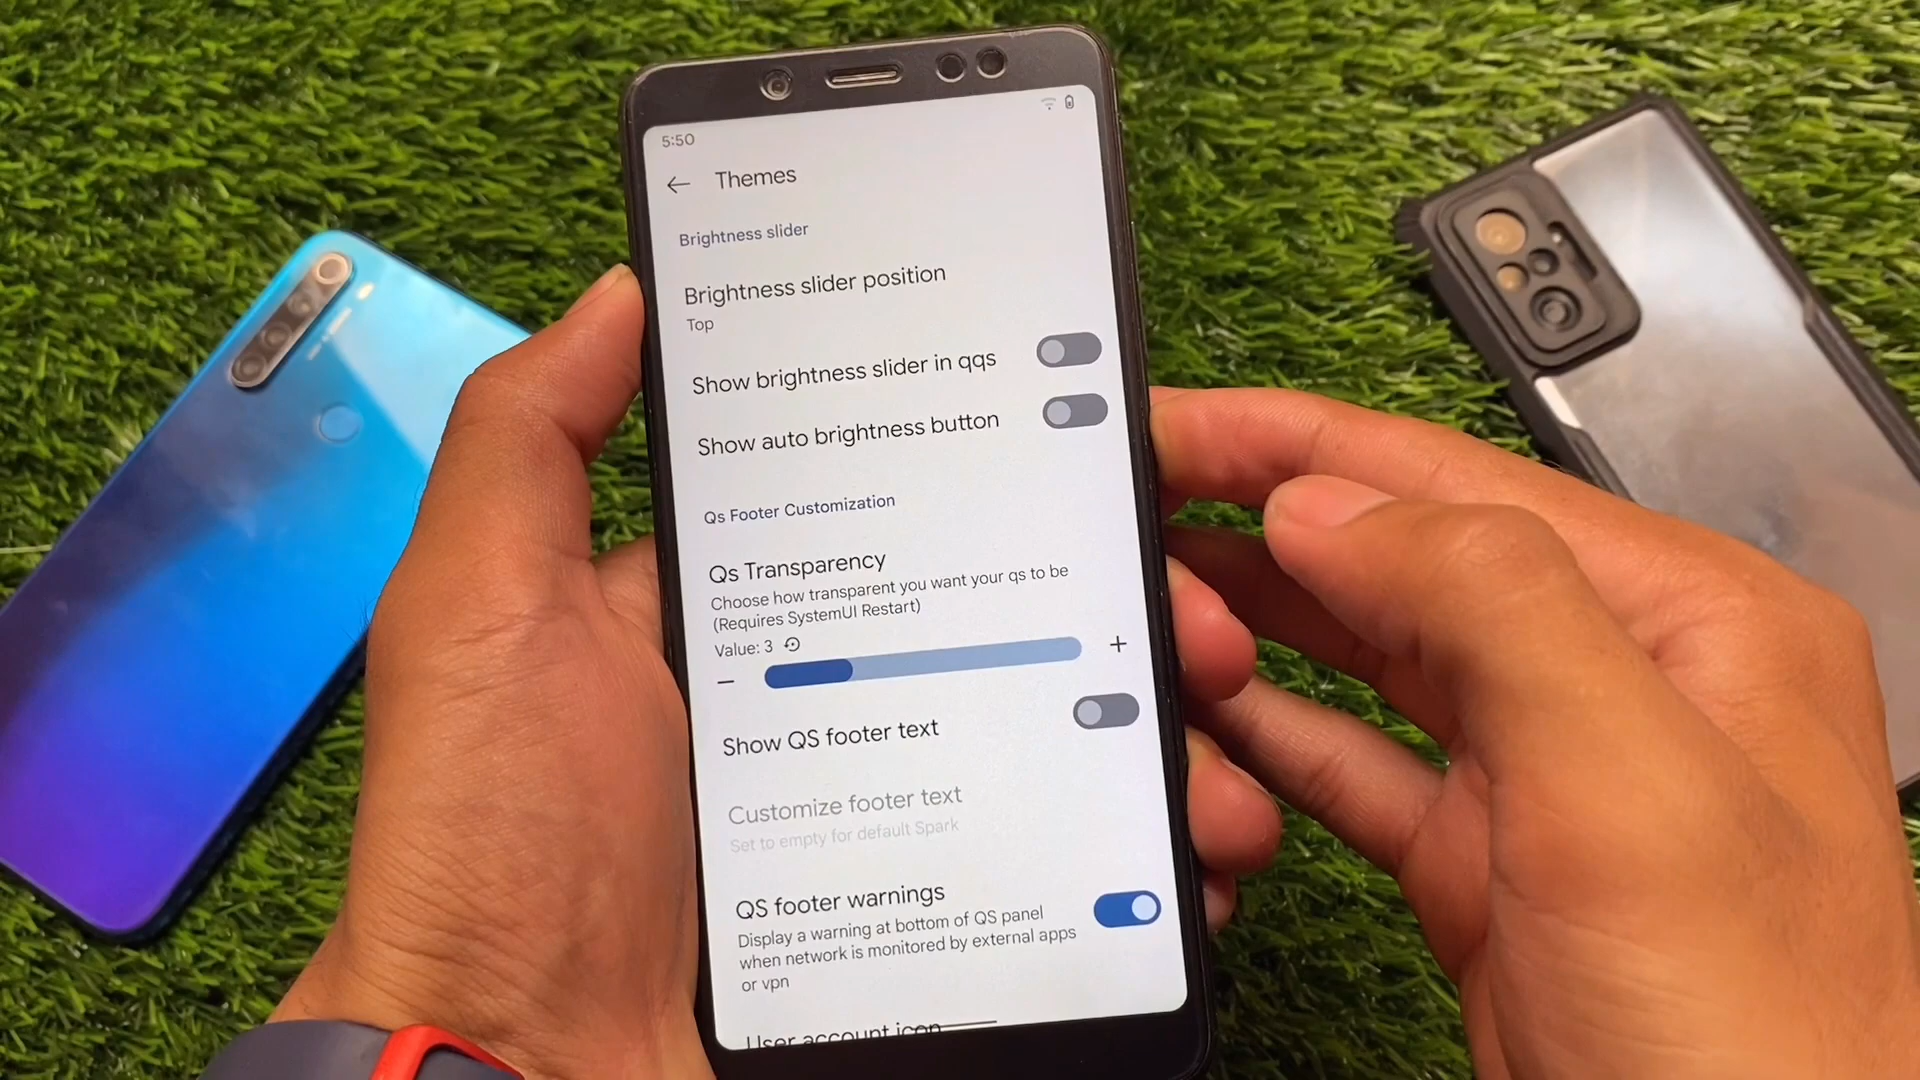 5:50
Themes
Brightness slider
Brightness slider position
Top
Show brightness slider in qqs
Show auto brightness button
Qs Footer Customization
Qs Transparency
Choose how transparent you want your qs to be
(Requires SystemUI Restart)
Value: 3
Show QS footer text
Customize footer text
Set to empty for default Spark
QS footer warnings
Display a warning at bottom of QS panel
when network is monitored by external apps
or vpn
User account icon